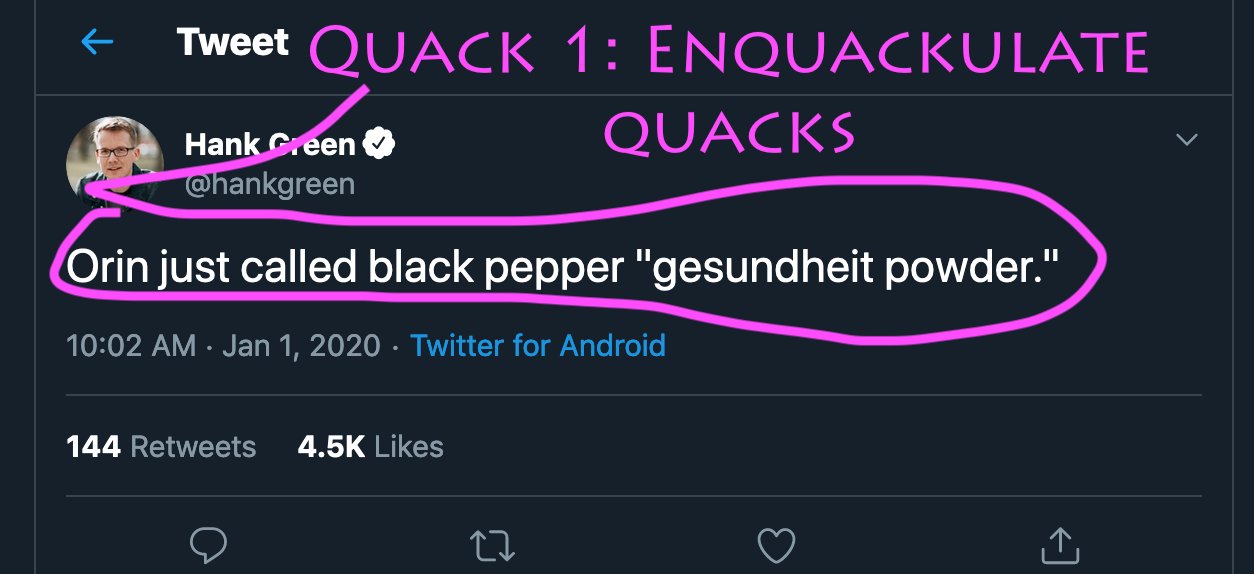 Tweet QUACK 1: ENQUACKULATE
QUACKS
Hank Green
@hankgreen
Orin just called black pepper "gesundheit powder."
10:02 AM · Jan 1, 2020 · Twitter for Android
144 Retweets 4.5K Likes